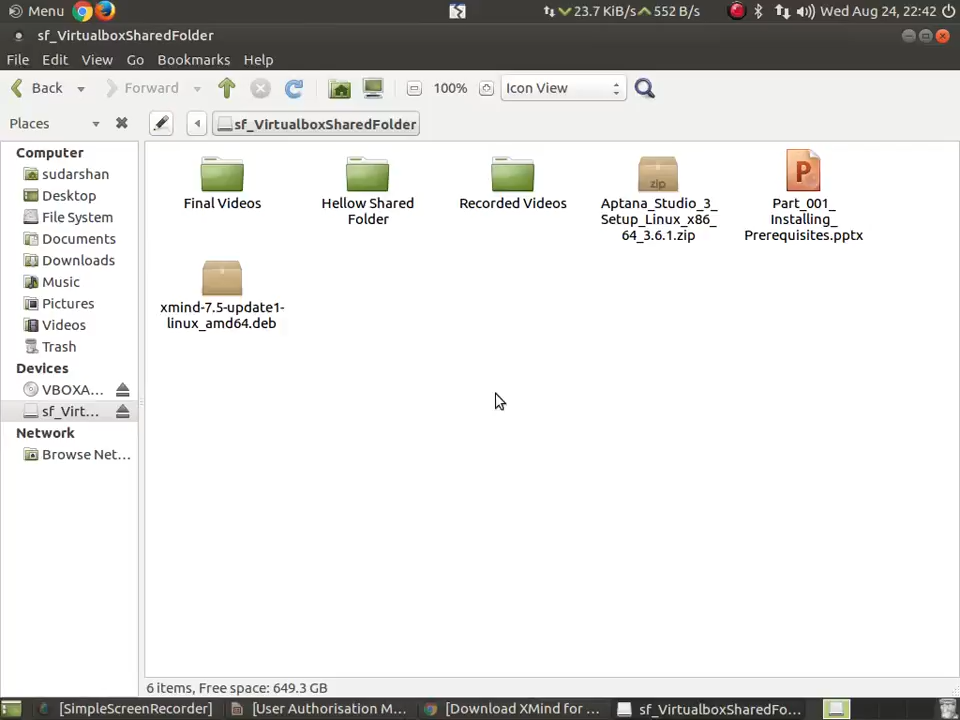 Menu 23.7 KiB/s 552 B/s Wed Aug 24, 22:42
sf_VirtualboxSharedFolder
File Edit View Go Bookmarks Help
Back Forward 100% Icon View
Places sf_VirtualboxSharedFolder
Computer
sudarshan
Desktop
File System
Documents
Downloads
Music
Pictures
Videos
Trash
Devices
VBOXA...
sf_Virt...
Network
Browse Net...
Final Videos
Hellow Shared
Folder
Recorded Videos
zip
Aptana_Studio_3_
Setup_Linux_x86_
64_3.6.1.zip
P
Part_001_
Installing_
Prerequisites.pptx
xmind-7.5-update1-
linux_amd64.deb
6 items, Free space: 649.3 GB
[SimpleScreenRecorder] [User Authorisation M... [Download XMind for ... sf_VirtualboxSharedFo...